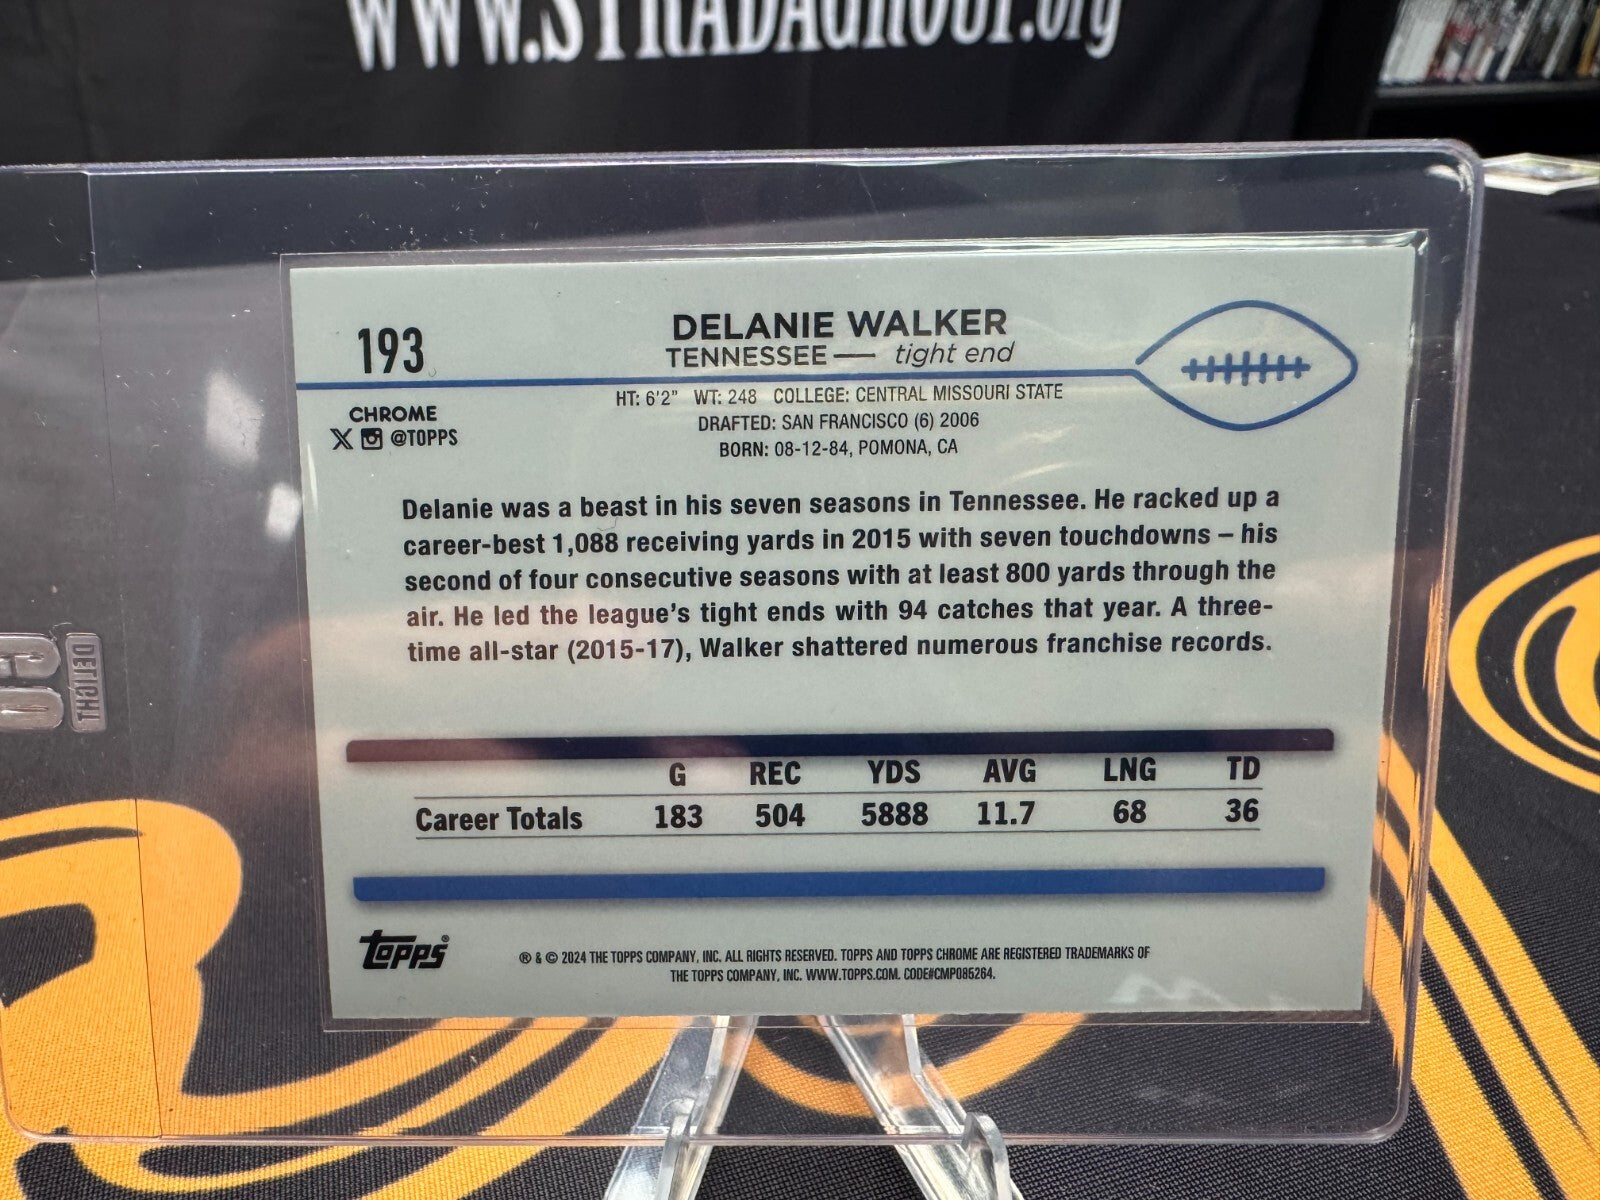 www.STRADAGROUP.org
193
DELANIE WALKER
TENNESSEE — tight end
HT: 6'2" WT: 248 COLLEGE: CENTRAL MISSOURI STATE
DRAFTED: SAN FRANCISCO (6) 2006
BORN: 08-12-84, POMONA, CA
CHROME
@TOPPS
Delanie was a beast in his seven seasons in Tennessee. He racked up a
career-best 1,088 receiving yards in 2015 with seven touchdowns – his
second of four consecutive seasons with at least 800 yards through the
air. He led the league's tight ends with 94 catches that year. A three-
time all-star (2015-17), Walker shattered numerous franchise records.
G REC YDS AVG LNG TD
Career Totals 183 504 5888 11.7 68 36
Topps®
® & © 2024 THE TOPPS COMPANY, INC. ALL RIGHTS RESERVED. TOPPS AND TOPPS CHROME ARE REGISTERED TRADEMARKS OF
THE TOPPS COMPANY, INC. WWW.TOPPS.COM. CODE#CMP085264.